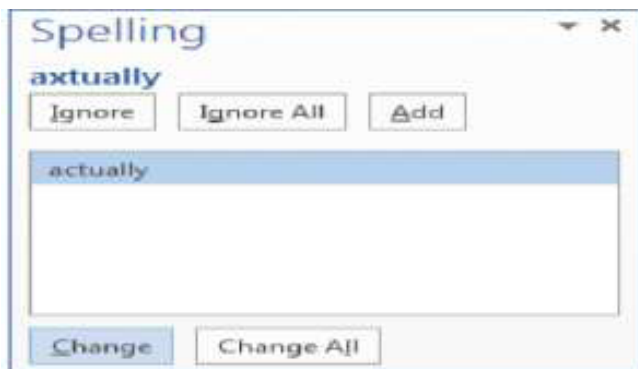 Spelling
axtually
Ignore Ignore All Add
actually
Change Change All